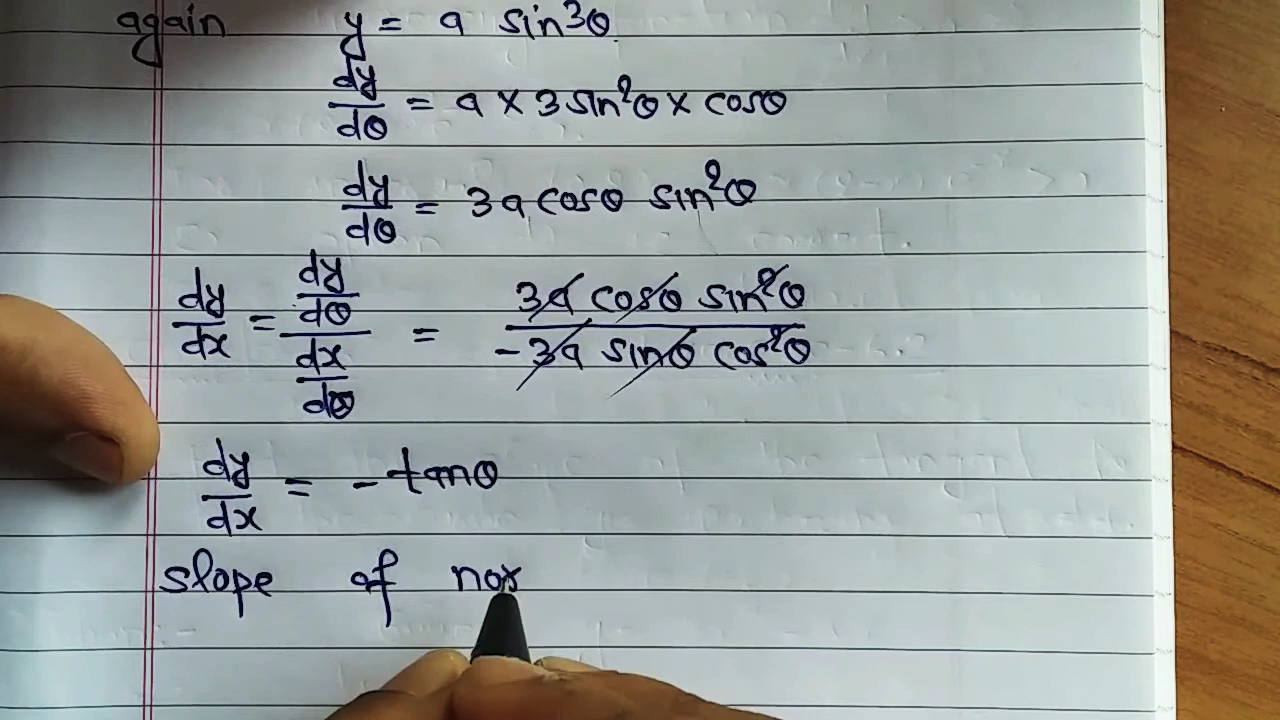 again y = a sin³θ
dy/dθ = a × 3 sin²θ × cosθ
dy/dθ = 3a cosθ sin²θ
dy/dx = (dy/dθ)/(dx/dθ) = (3a cosθ sin²θ)/(-3a sinθ cos²θ)
dy/dx = -tanθ
slope of nor